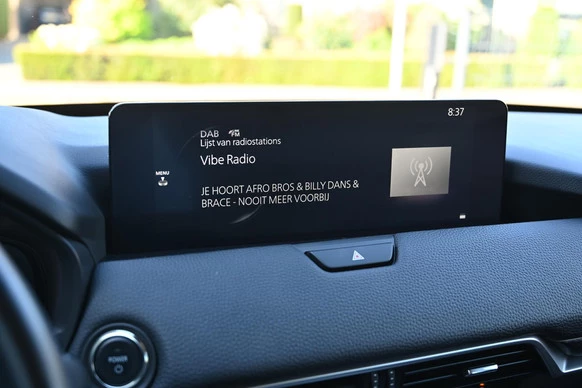 8:37
DAB FM
Lijst van radiostations
Vibe Radio
MENU
JE HOORT AFRO BROS & BILLY DANS &
BRACE - NOOIT MEER VOORBIJ
POWER